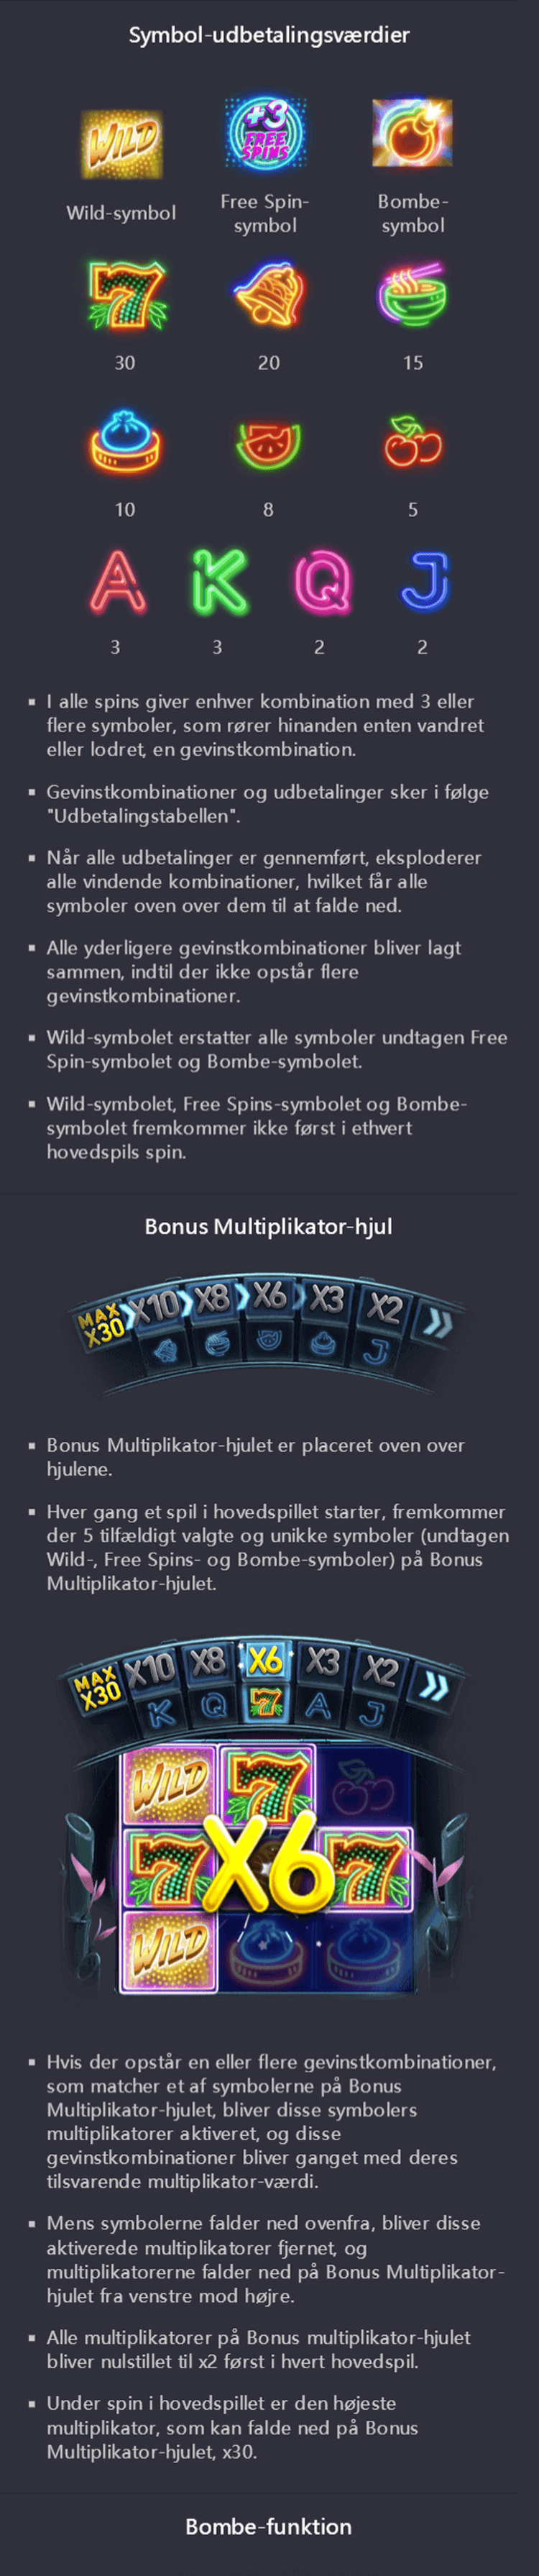 Symbol-udbetalingsværdier
WILD
+3
FREE
SPINS
Wild-symbol
Free Spin-
symbol
Bombe-
symbol
7
30
20
15
10
8
5
A K Q J
3 3 2 2
▪ I alle spins giver enhver kombination med 3 eller
flere symboler, som rører hinanden enten vandret
eller lodret, en gevinstkombination.
▪ Gevinstkombinationer og udbetalinger sker i følge
"Udbetalingstabellen".
▪ Når alle udbetalinger er gennemført, eksploderer
alle vindende kombinationer, hvilket får alle
symboler oven over dem til at falde ned.
▪ Alle yderligere gevinstkombinationer bliver lagt
sammen, indtil der ikke opstår flere
gevinstkombinationer.
▪ Wild-symbolet erstatter alle symboler undtagen Free
Spin-symbolet og Bombe-symbolet.
▪ Wild-symbolet, Free Spins-symbolet og Bombe-
symbolet fremkommer ikke først i ethvert
hovedspils spin.
Bonus Multiplikator-hjul
MAX
X30
X10 X8 X6 X3 X2
J
▪ Bonus Multiplikator-hjulet er placeret oven over
hjulene.
▪ Hver gang et spil i hovedspillet starter, fremkommer
der 5 tilfældigt valgte og unikke symboler (undtagen
Wild-, Free Spins- og Bombe-symboler) på Bonus
Multiplikator-hjulet.
MAX
X30
X10 X8 X6 X3 X2
K Q 7 A J
WILD 7
7 X6 7
WILD
▪ Hvis der opstår en eller flere gevinstkombinationer,
som matcher et af symbolerne på Bonus
Multiplikator-hjulet, bliver disse symbolers
multiplikatorer aktiveret, og disse
gevinstkombinationer bliver ganget med deres
tilsvarende multiplikator-værdi.
▪ Mens symbolerne falder ned ovenfra, bliver disse
aktiverede multiplikatorer fjernet, og
multiplikatorerne falder ned på Bonus Multiplikator-
hjulet fra venstre mod højre.
▪ Alle multiplikatorer på Bonus multiplikator-hjulet
bliver nulstillet til x2 først i hvert hovedspil.
▪ Under spin i hovedspillet er den højeste
multiplikator, som kan falde ned på Bonus
Multiplikator-hjulet, x30.
Bombe-funktion